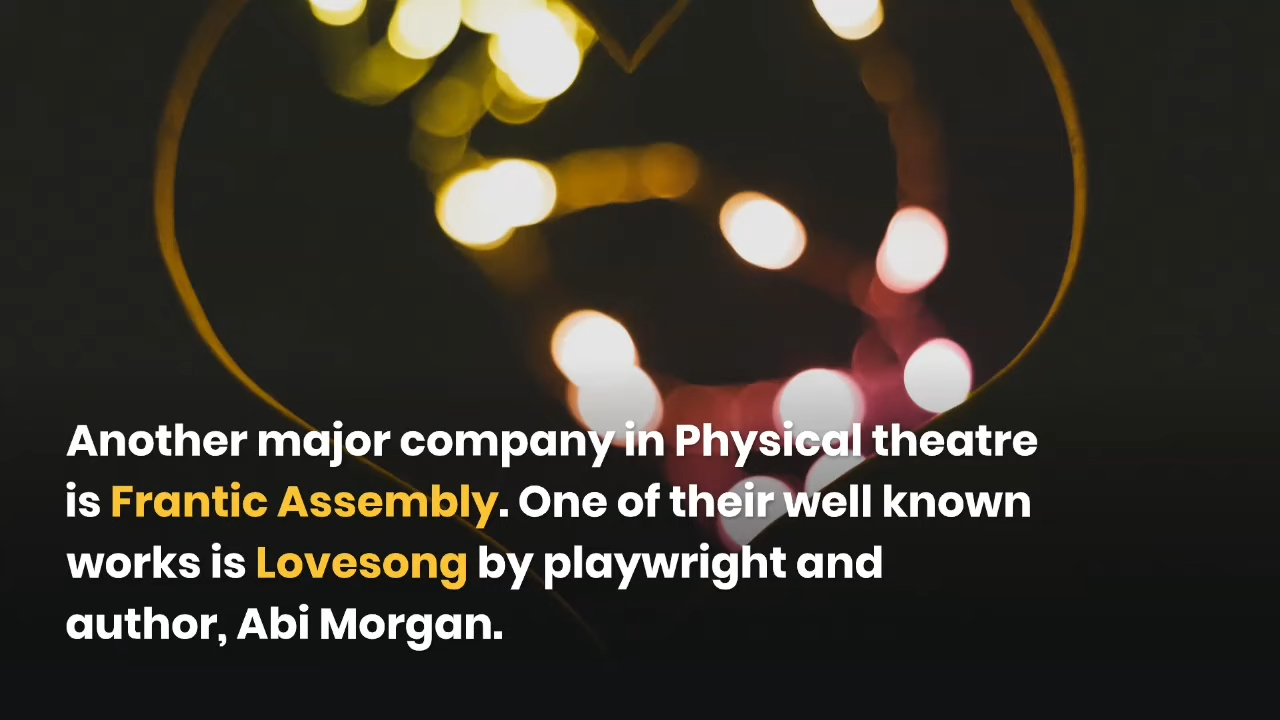 Another major company in Physical theatre
is Frantic Assembly. One of their well known
works is Lovesong by playwright and
author, Abi Morgan.